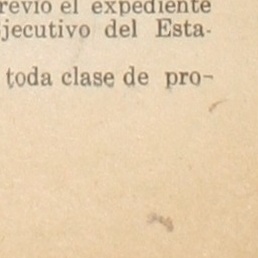 revio el expediente
jecutivo del Esta-
toda clase de pro-